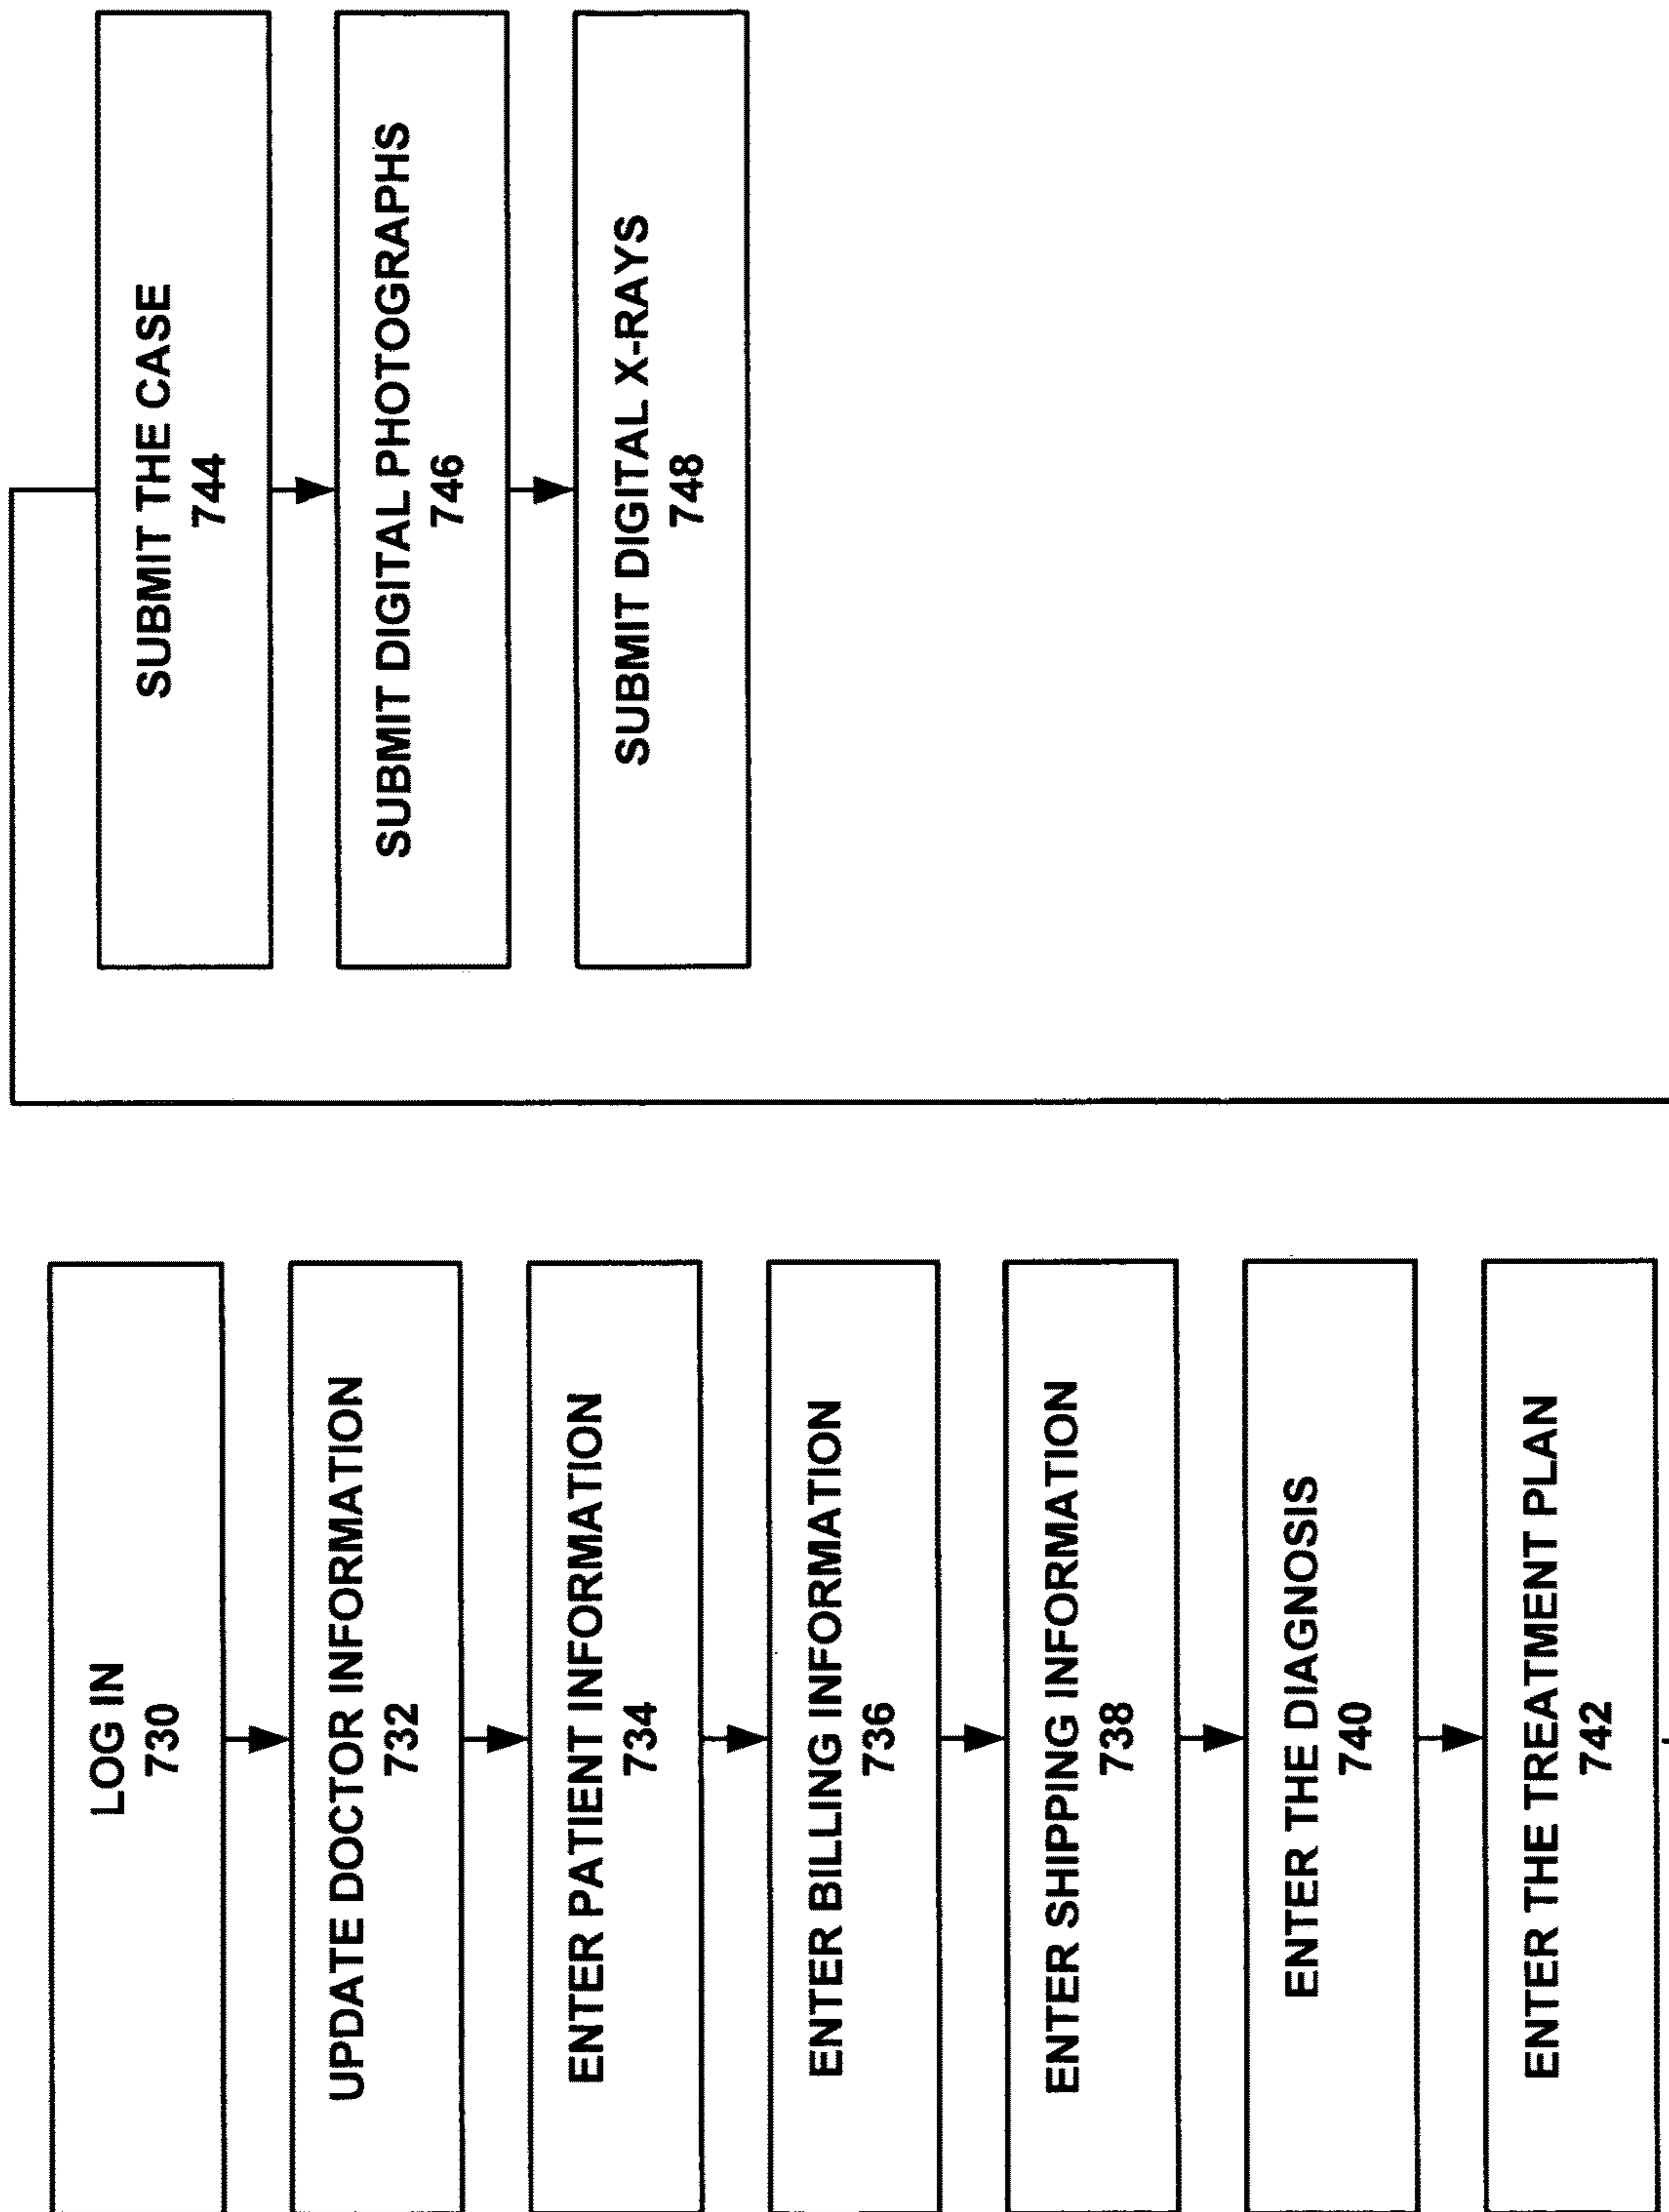 LOG IN
730
UPDATE DOCTOR INFORMATION
732
ENTER PATIENT INFORMATION
734
ENTER BILLING INFORMATION
736
ENTER SHIPPING INFORMATION
738
ENTER THE DIAGNOSIS
740
ENTER THE TREATMENT PLAN
742
SUBMIT THE CASE
744
SUBMIT DIGITAL PHOTOGRAPHS
746
SUBMIT DIGITAL X-RAYS
748